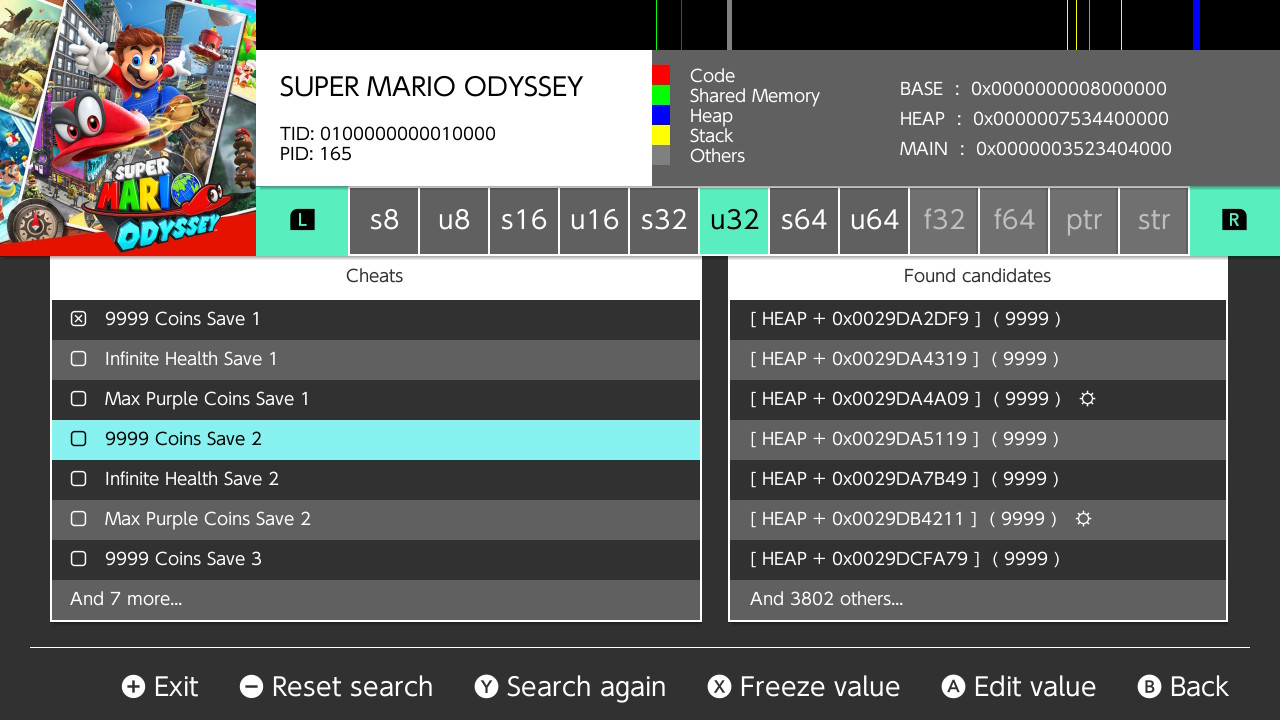 SUPER MARIO ODYSSEY
SUPER MARIO ODYSSEY
TID: 0100000000010000
PID: 165
Code
Shared Memory
Heap
Stack
Others
BASE : 0x0000000008000000
HEAP : 0x0000007534400000
MAIN : 0x0000003523404000
L s8 u8 s16 u16 s32 u32 s64 u64 f32 f64 ptr str R
Cheats
9999 Coins Save 1
Infinite Health Save 1
Max Purple Coins Save 1
9999 Coins Save 2
Infinite Health Save 2
Max Purple Coins Save 2
9999 Coins Save 3
And 7 more...
Found candidates
[ HEAP + 0x0029DA2DF9 ] ( 9999 )
[ HEAP + 0x0029DA4319 ] ( 9999 )
[ HEAP + 0x0029DA4A09 ] ( 9999 )
[ HEAP + 0x0029DA5119 ] ( 9999 )
[ HEAP + 0x0029DA7B49 ] ( 9999 )
[ HEAP + 0x0029DB4211 ] ( 9999 )
[ HEAP + 0x0029DCFA79 ] ( 9999 )
And 3802 others...
+ Exit - Reset search Y Search again X Freeze value A Edit value B Back